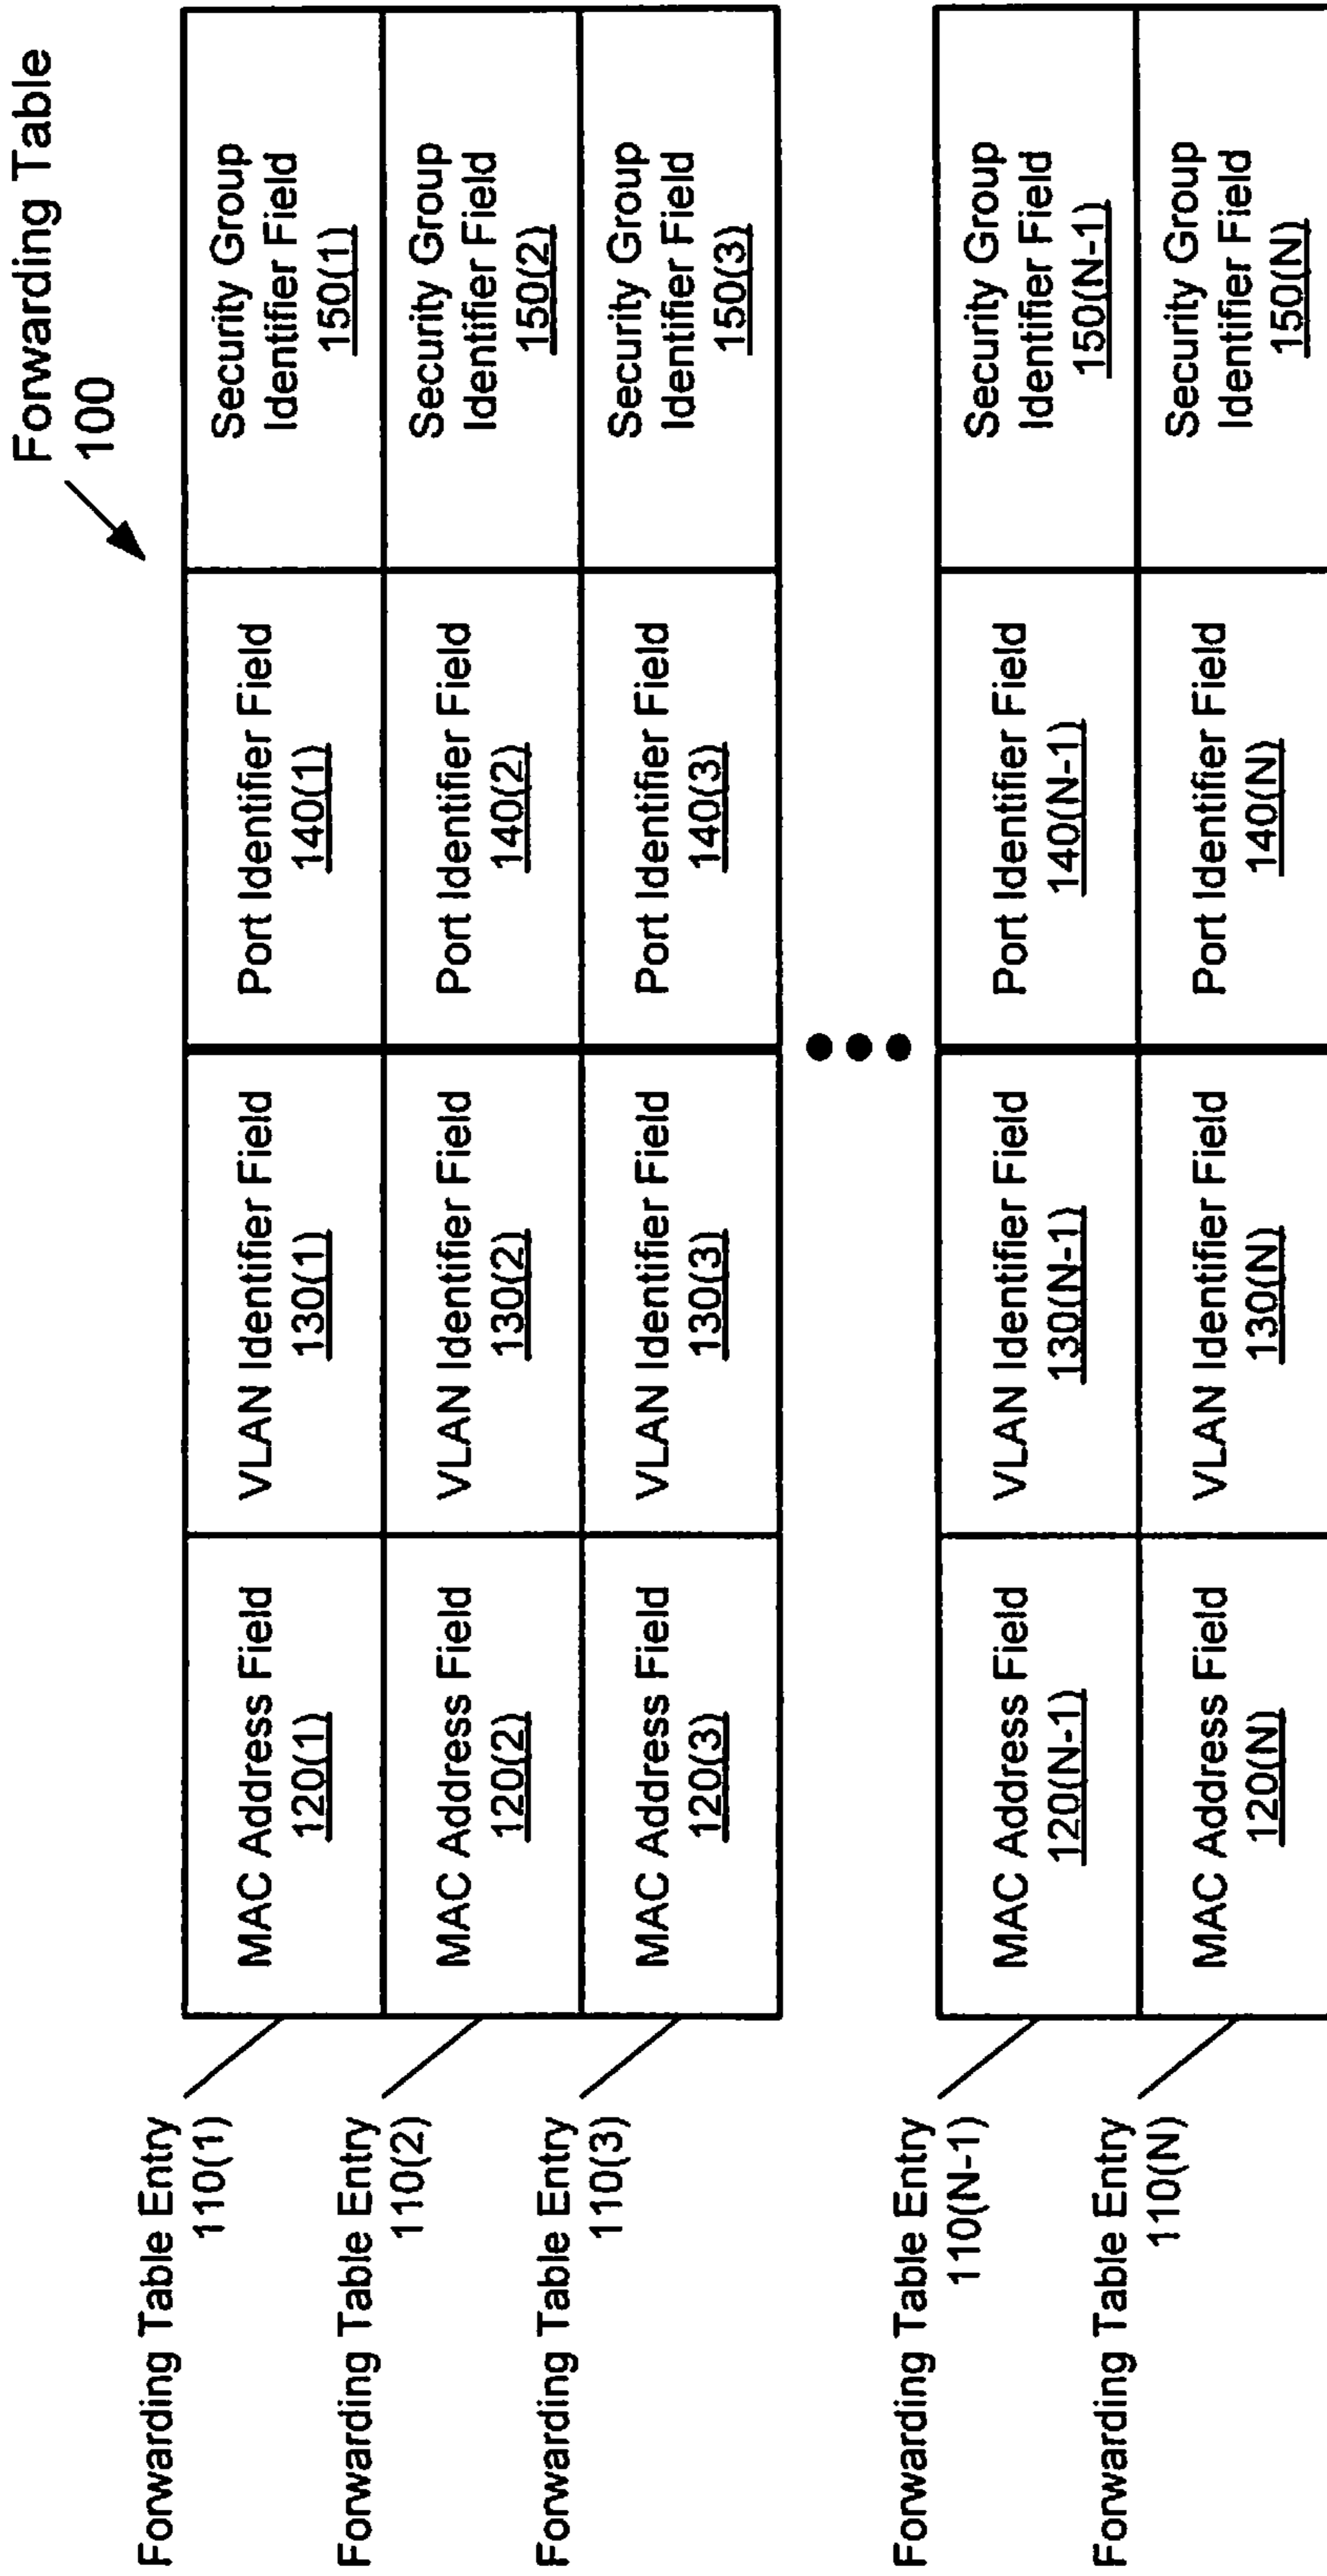 Forwarding Table
100
Forwarding Table Entry
110(1)
MAC Address Field
120(1)
VLAN Identifier Field
130(1)
Port Identifier Field
140(1)
Security Group
Identifier Field
150(1)
Forwarding Table Entry
110(2)
MAC Address Field
120(2)
VLAN Identifier Field
130(2)
Port Identifier Field
140(2)
Security Group
Identifier Field
150(2)
Forwarding Table Entry
110(3)
MAC Address Field
120(3)
VLAN Identifier Field
130(3)
Port Identifier Field
140(3)
Security Group
Identifier Field
150(3)
Forwarding Table Entry
110(N-1)
MAC Address Field
120(N-1)
VLAN Identifier Field
130(N-1)
Port Identifier Field
140(N-1)
Security Group
Identifier Field
150(N-1)
Forwarding Table Entry
110(N)
MAC Address Field
120(N)
VLAN Identifier Field
130(N)
Port Identifier Field
140(N)
Security Group
Identifier Field
150(N)